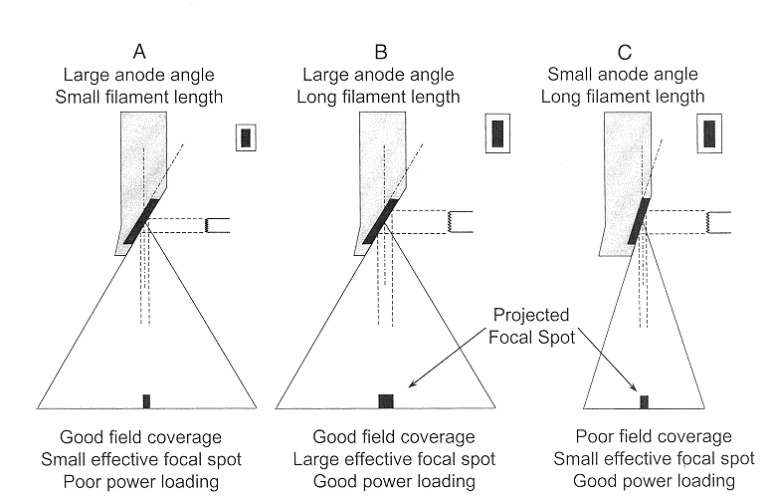 A
Large anode angle
Small filament length
B
Large anode angle
Long filament length
C
Small anode angle
Long filament length
Projected
Focal Spot
Good field coverage
Small effective focal spot
Poor power loading
Good field coverage
Large effective focal spot
Good power loading
Poor field coverage
Small effective focal spot
Good power loading